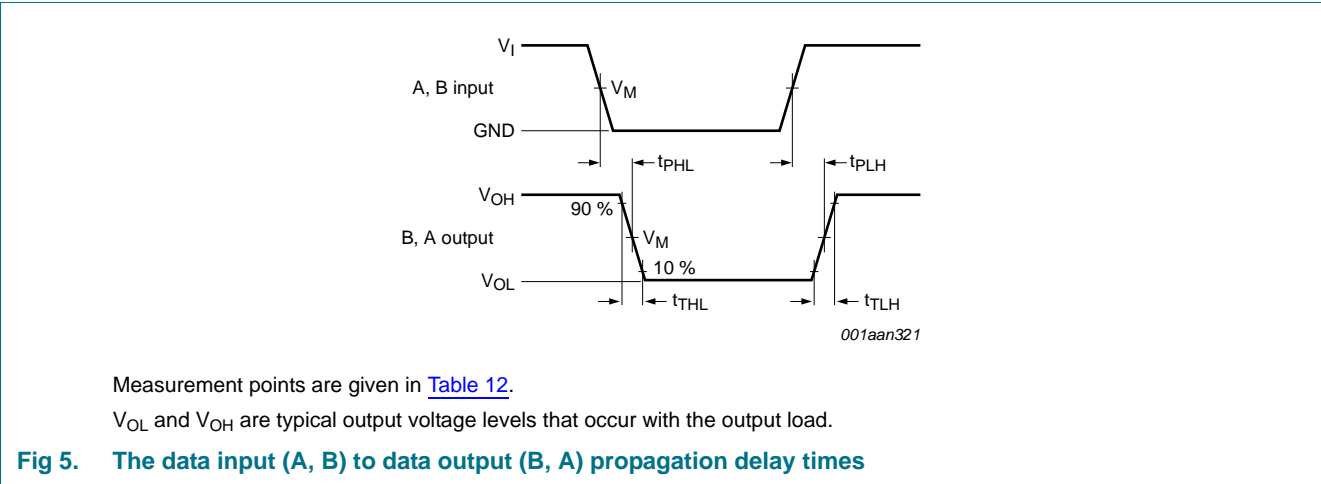 VI
A, B input
VM
GND
tPHL
tPLH
VOH
90 %
B, A output
VM
10 %
VOL
tTHL
tTLH
001aan321
Measurement points are given in Table 12.
VOL and VOH are typical output voltage levels that occur with the output load.
Fig 5. The data input (A, B) to data output (B, A) propagation delay times